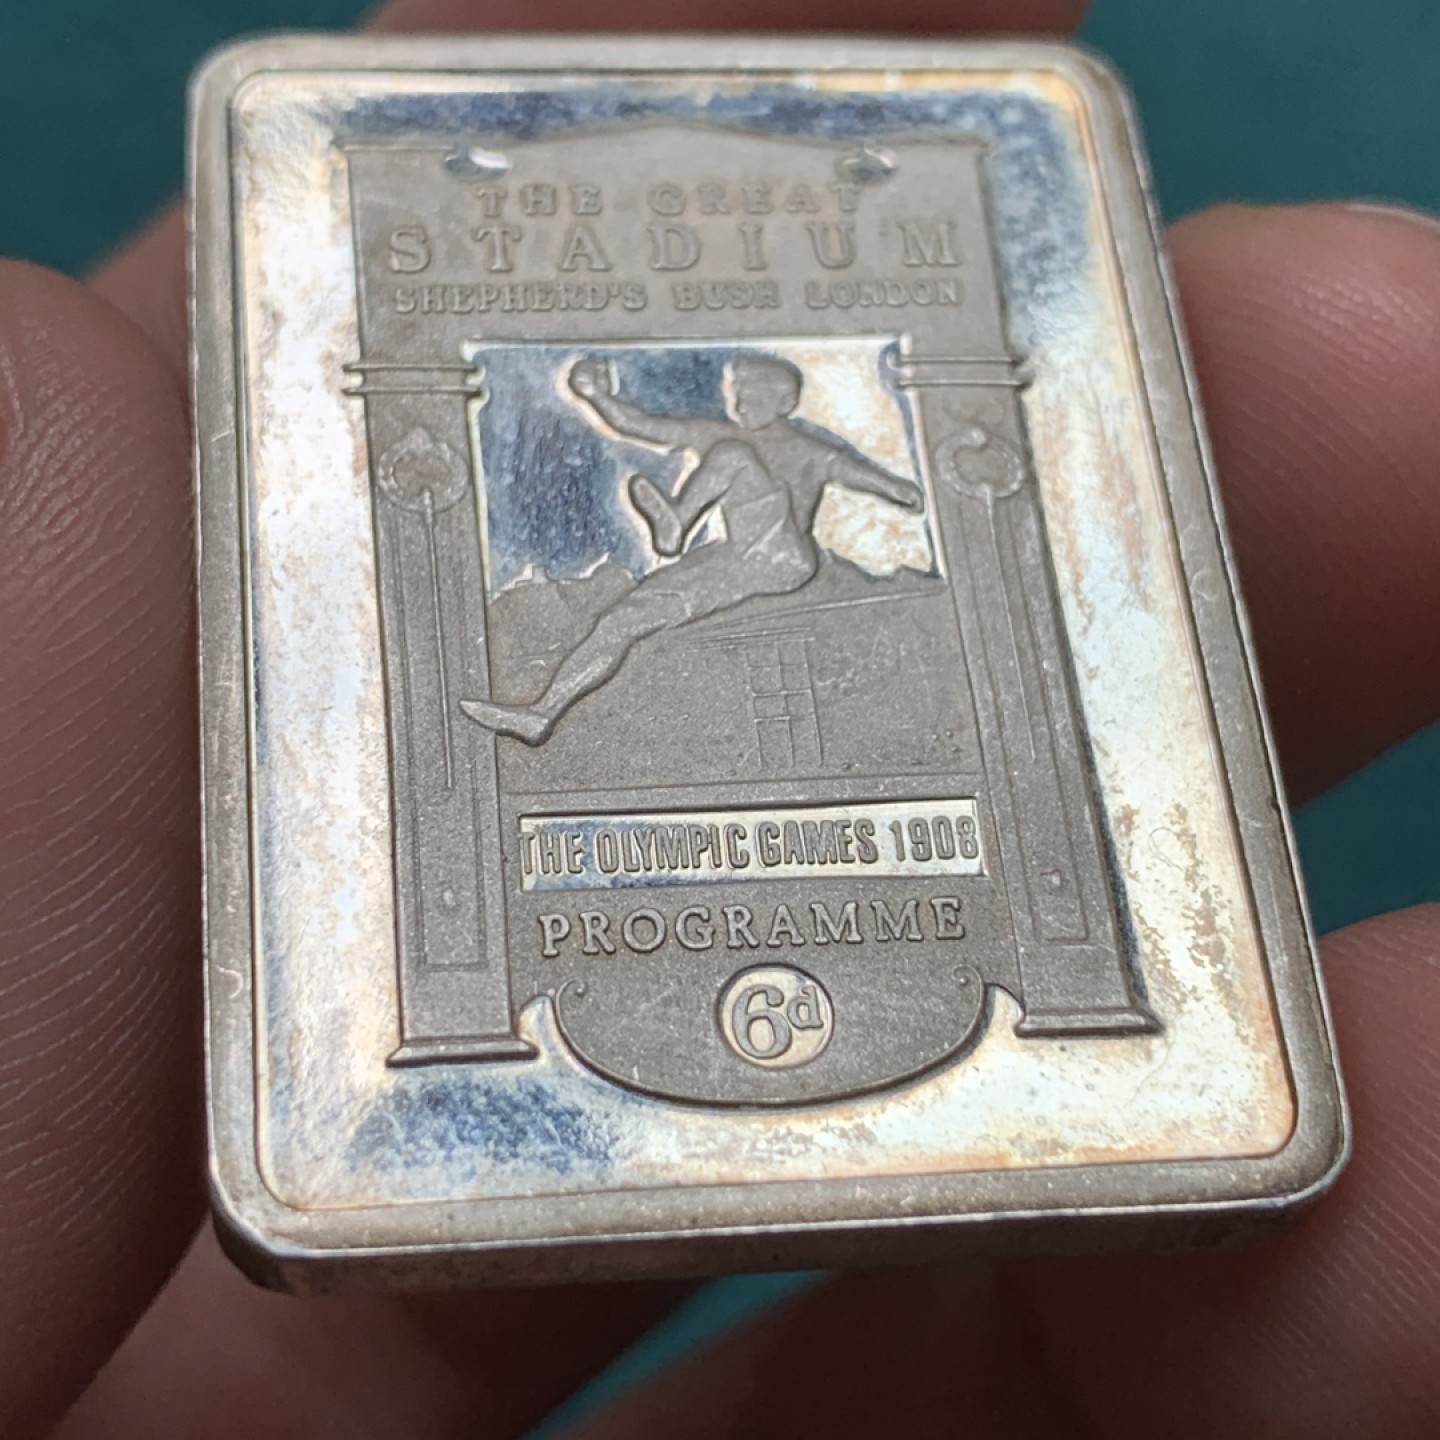 THE GREAT
STADIUM
SHEPHERD'S BUSH LONDON
THE OLYMPIC GAMES 1908
PROGRAMME
6d